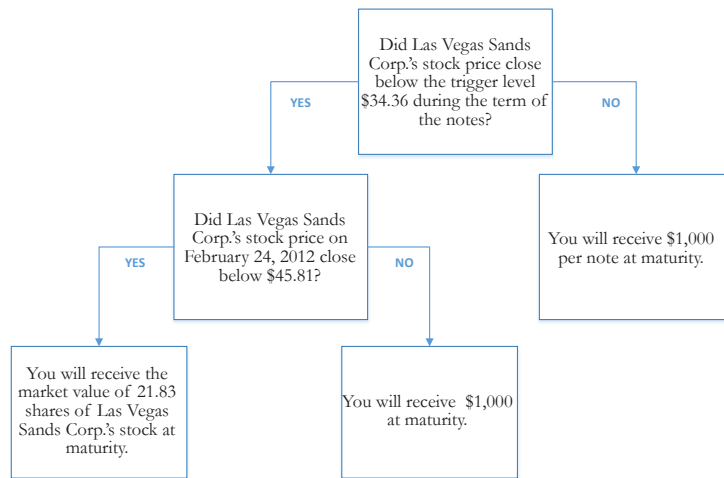 Did Las Vegas Sands
Corp.'s stock price close
below the trigger level
$34.36 during the term of
the notes?
YES
NO
Did Las Vegas Sands
Corp.'s stock price on
February 24, 2012 close
below $45.81?
You will receive $1,000
per note at maturity.
YES
NO
You will receive the
market value of 21.83
shares of Las Vegas
Sands Corp.'s stock at
maturity.
You will receive $1,000
at maturity.